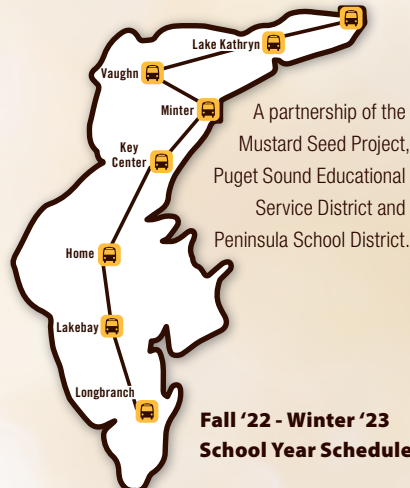 Lake Kathryn
Vaughn
Minter
Key
Center
Home
Lakebay
Longbranch
A partnership of the
Mustard Seed Project,
Puget Sound Educational
Service District and
Peninsula School District.
Fall ‘22 - Winter ‘23
School Year Schedule